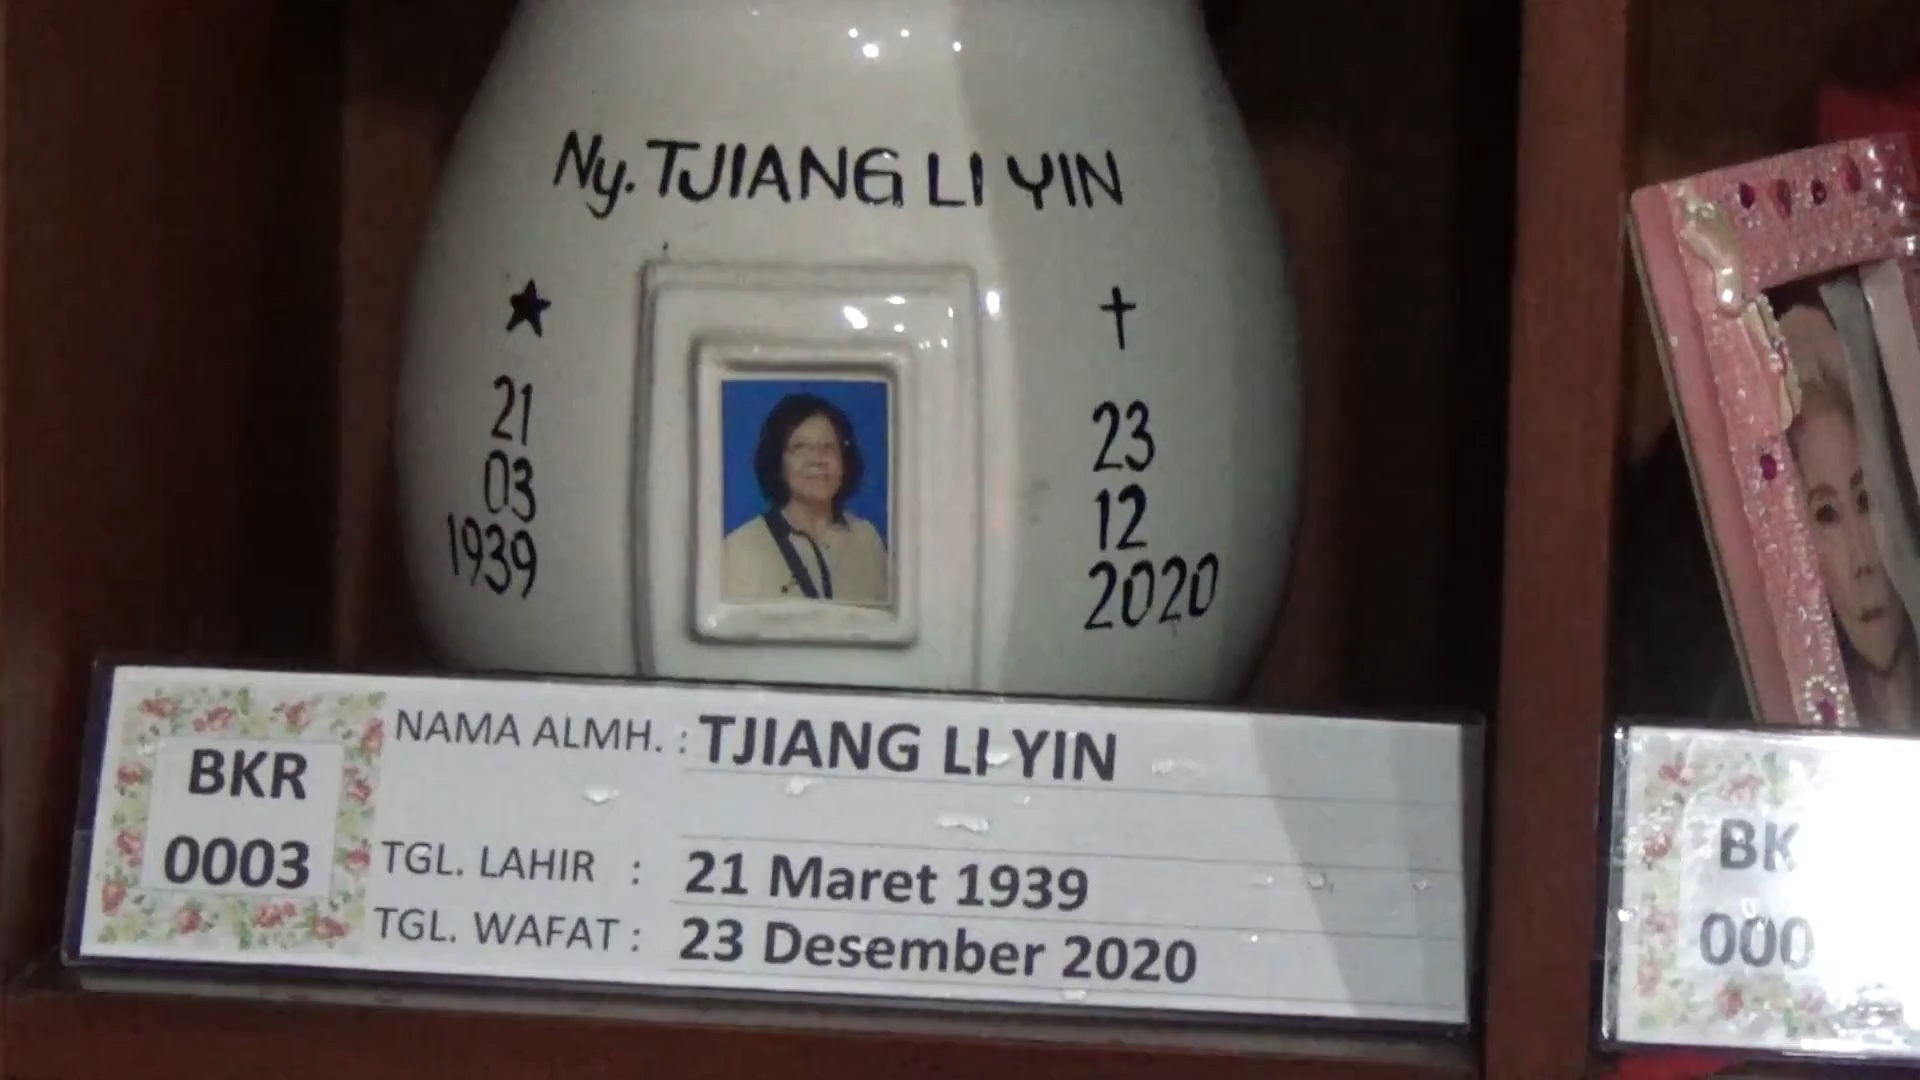 Ny. TJIANG LI YIN
★ †
21
03
1939
23
12
2020
BKR
0003
NAMA ALMH. : TJIANG LI YIN
TGL. LAHIR : 21 Maret 1939
TGL. WAFAT : 23 Desember 2020
BK
000